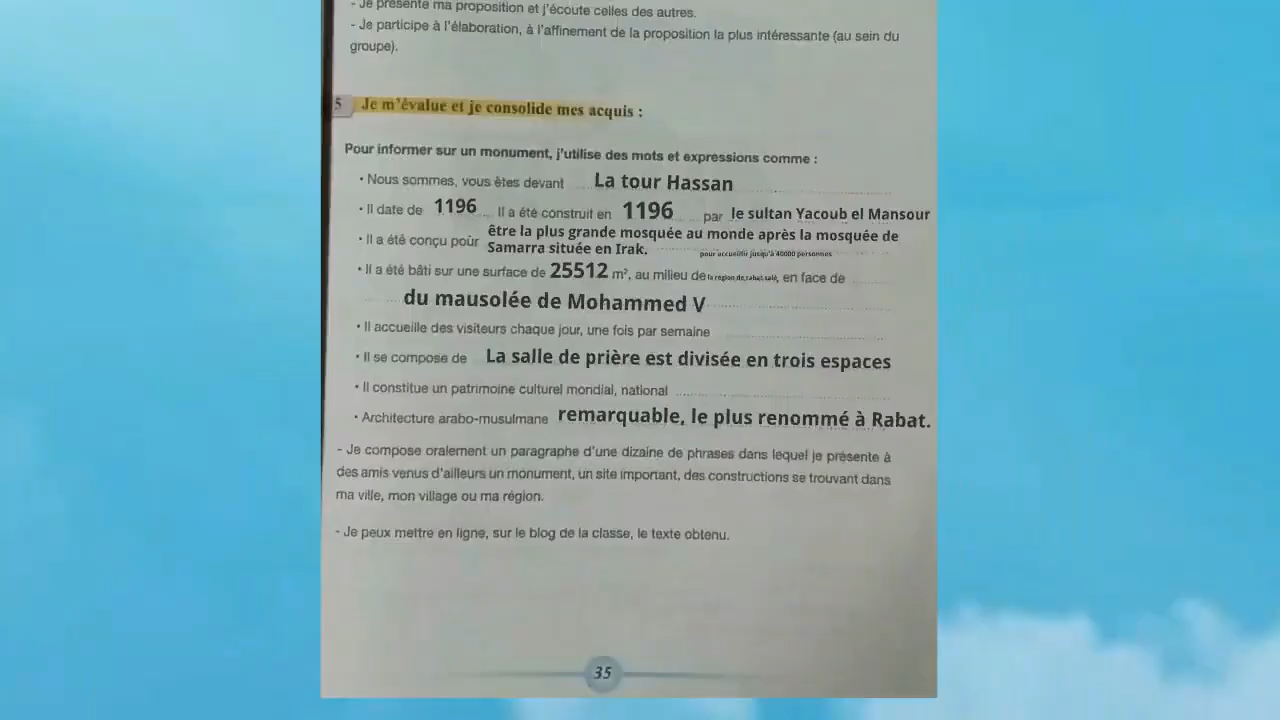 - Je présente ma proposition et j'écoute celles des autres.
- Je participe à l'élaboration, à l'affinement de la proposition la plus intéressante (au sein du
groupe).
5 Je m'évalue et je consolide mes acquis :
Pour informer sur un monument, j'utilise des mots et expressions comme :
• Nous sommes, vous êtes devant La tour Hassan
• Il date de 1196 Il a été construit en 1196 par le sultan Yacoub el Mansour
• Il a été conçu pour être la plus grande mosquée au monde après la mosquée de
Samarra située en Irak. pour accueillir jusqu'à 40000 personnes
• Il a été bâti sur une surface de 25512 m², au milieu de la région de rabat salé, en face de
du mausolée de Mohammed V
• Il accueille des visiteurs chaque jour, une fois par semaine
• Il se compose de La salle de prière est divisée en trois espaces
• Il constitue un patrimoine culturel mondial, national
• Architecture arabo-musulmane remarquable, le plus renommé à Rabat.
- Je compose oralement un paragraphe d'une dizaine de phrases dans lequel je présente à
des amis venus d'ailleurs un monument, un site important, des constructions se trouvant dans
ma ville, mon village ou ma région.
- Je peux mettre en ligne, sur le blog de la classe, le texte obtenu.
35